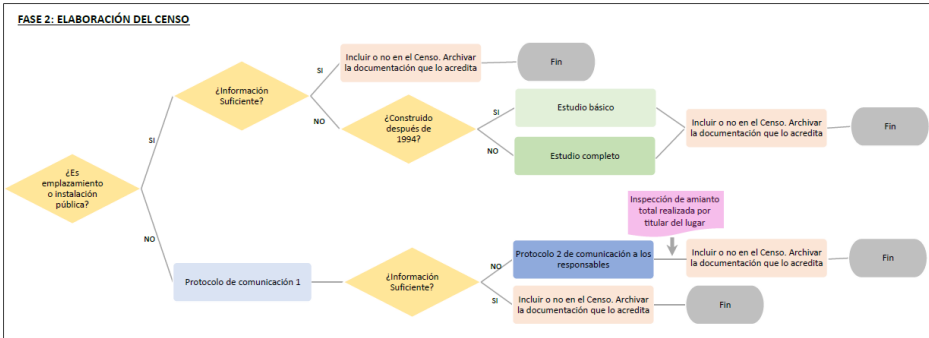 FASE 2: ELABORACIÓN DEL CENSO
Incluir o no en el Censo. Archivar
la documentación que lo acredita
Fin
SI
¿Información
Suficiente?
NO
¿Construido
después de
1994?
SI
Estudio básico
NO
Estudio completo
Incluir o no en el Censo. Archivar
la documentación que lo acredita
Fin
SI
¿Es
emplazamiento
o instalación
pública?
NO
Protocolo de comunicación 1
¿Información
Suficiente?
NO
Protocolo 2 de comunicación a los
responsables
Inspección de amianto
total realizada por
titular del lugar
Incluir o no en el Censo. Archivar
la documentación que lo acredita
Fin
SI
Incluir o no en el Censo. Archivar
la documentación que lo acredita
Fin